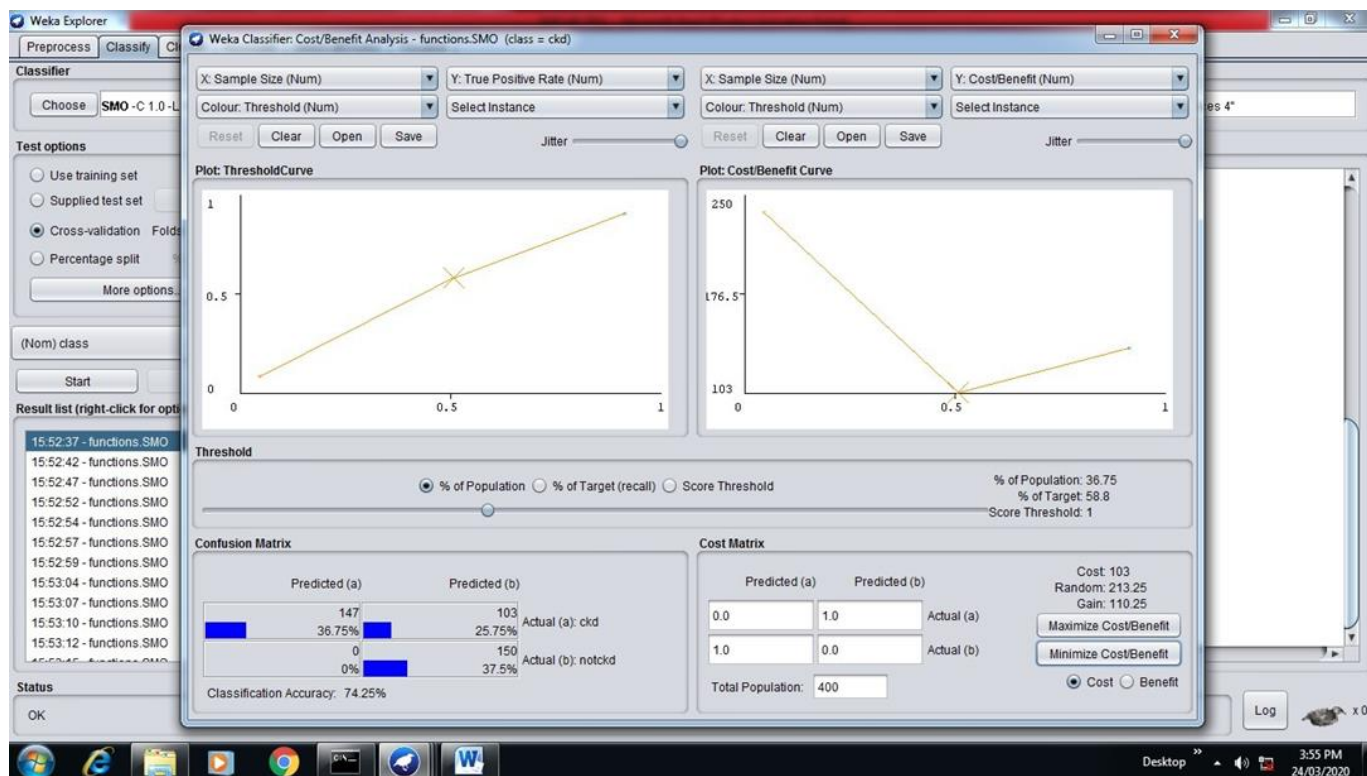 Weka Explorer
Weka Classifier: Cost/Benefit Analysis - functions.SMO (class = ckd)
Preprocess Classify
Classifier
Choose SMO -C 1.0 -L
es 4"
Test options
Use training set
Supplied test set
Cross-validation Folds
Percentage split %
More options..
(Nom) class
Start
Result list (right-click for opti
15:52:37 - functions.SMO
15:52:42 - functions.SMO
15:52:47 - functions.SMO
15:52:52 - functions.SMO
15:52:54 - functions.SMO
15:52:57 - functions.SMO
15:52:59 - functions.SMO
15:53:04 - functions.SMO
15:53:07 - functions.SMO
15:53:10 - functions.SMO
15:53:12 - functions.SMO
Status
OK
Log x 0
X: Sample Size (Num) Y: True Positive Rate (Num)
Colour: Threshold (Num) Select Instance
Reset Clear Open Save Jitter
Plot: ThresholdCurve
1
0.5
0
0 0.5 1
X: Sample Size (Num) Y: Cost/Benefit (Num)
Colour: Threshold (Num) Select Instance
Reset Clear Open Save Jitter
Plot: Cost/Benefit Curve
250
176.5
103
0 0.5 1
Threshold
% of Population % of Target (recall) Score Threshold
% of Population: 36.75
% of Target: 58.8
Score Threshold: 1
Confusion Matrix
Predicted (a) Predicted (b)
147 103
36.75% 25.75%
Actual (a): ckd
0 150
0% 37.5%
Actual (b): notckd
Classification Accuracy: 74.25%
Cost Matrix
Predicted (a) Predicted (b)
0.0 1.0 Actual (a)
1.0 0.0 Actual (b)
Total Population: 400
Cost: 103
Random: 213.25
Gain: 110.25
Maximize Cost/Benefit
Minimize Cost/Benefit
Cost Benefit
Desktop
3:55 PM
24/03/2020